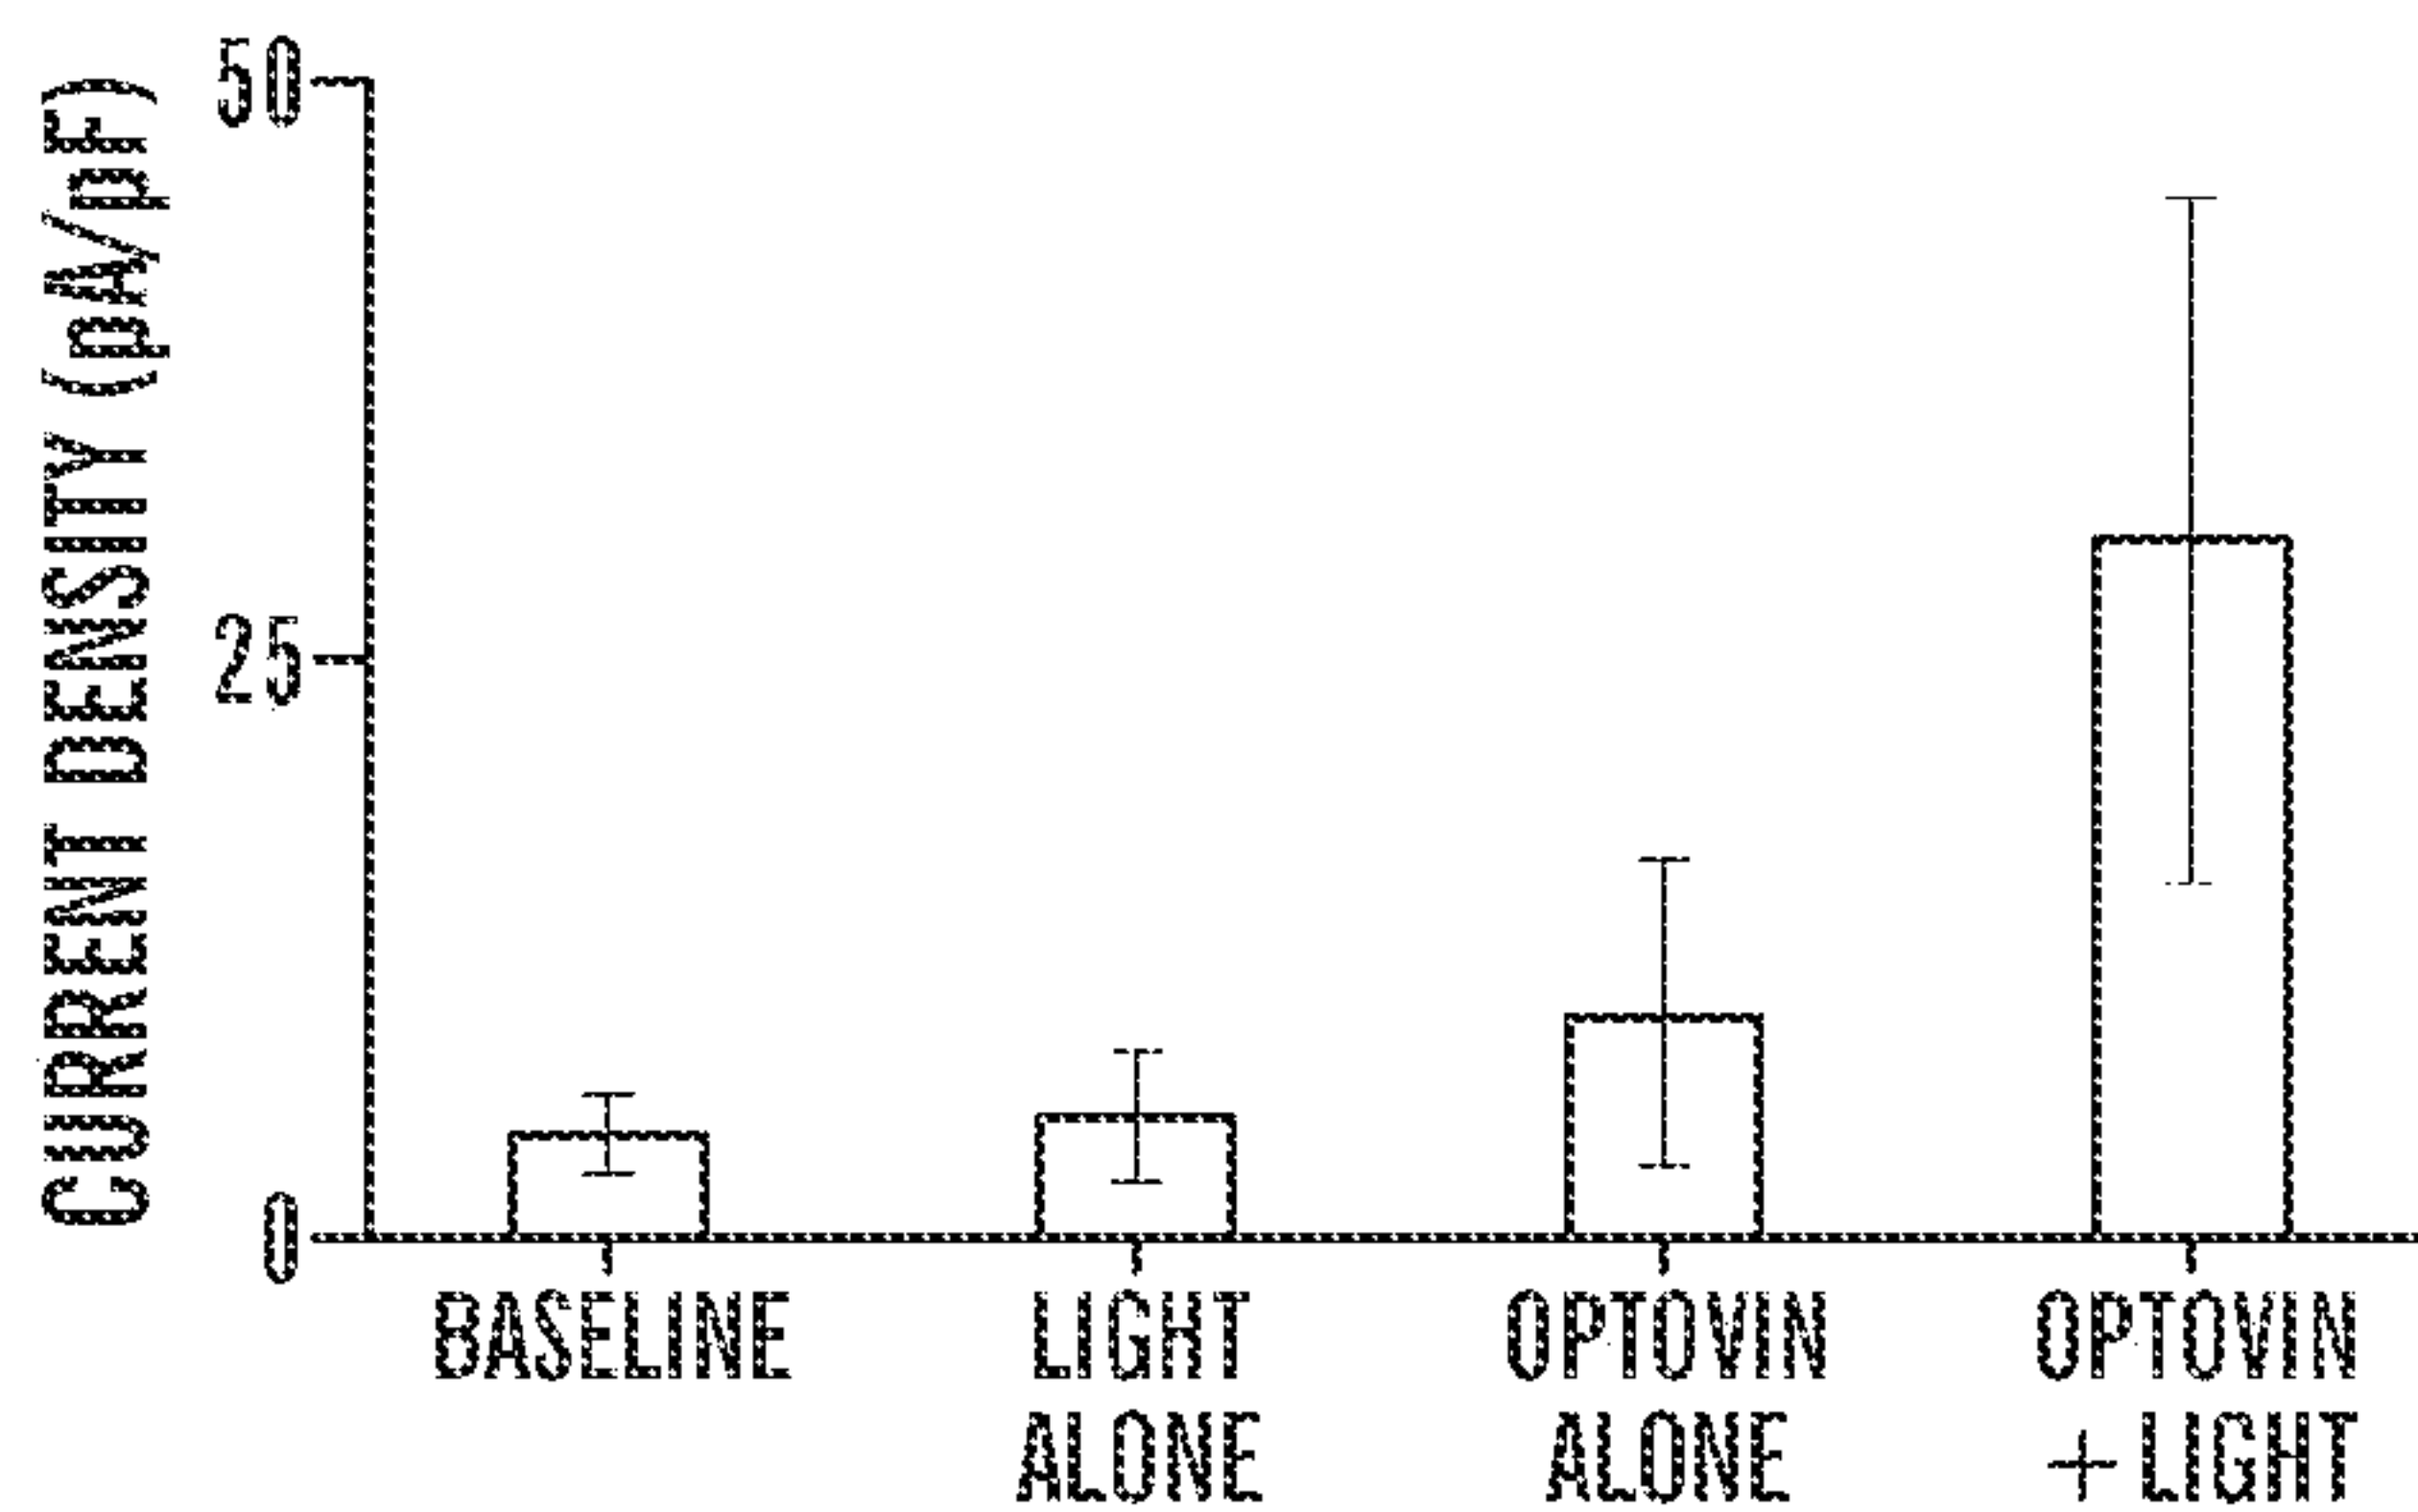 CURRENT DENSITY (pA/pF)
50
25
0
BASELINE
LIGHT
ALONE
OPTOVIN
ALONE
OPTOVIN
+ LIGHT